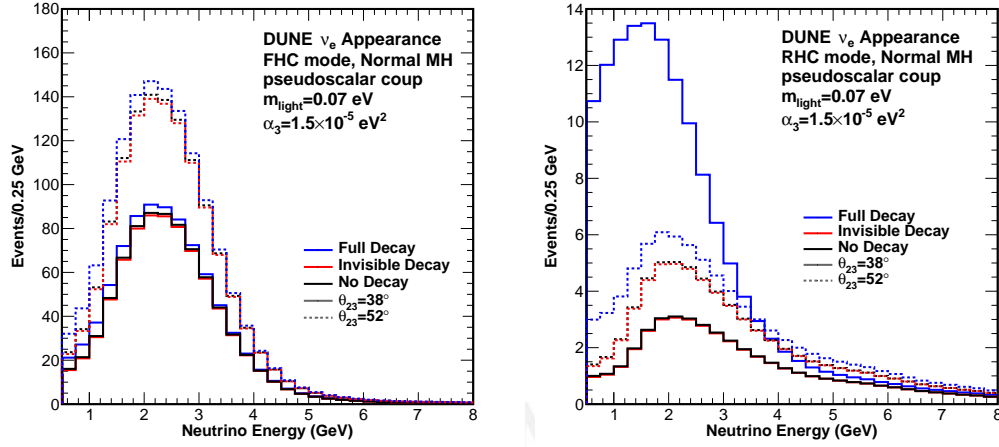 DUNE νe Appearance
FHC mode, Normal MH
pseudoscalar coup
mlight=0.07 eV
α3=1.5×10-5 eV2
Full Decay
Invisible Decay
No Decay
θ23=38°
θ23=52°
Events/0.25 GeV
0
20
40
60
80
100
120
140
160
180
1 2 3 4 5 6 7 8
Neutrino Energy (GeV)
DUNE νe Appearance
RHC mode, Normal MH
pseudoscalar coup
mlight=0.07 eV
α3=1.5×10-5 eV2
Full Decay
Invisible Decay
No Decay
θ23=38°
θ23=52°
Events/0.25 GeV
0
2
4
6
8
10
12
14
1 2 3 4 5 6 7 8
Neutrino Energy (GeV)